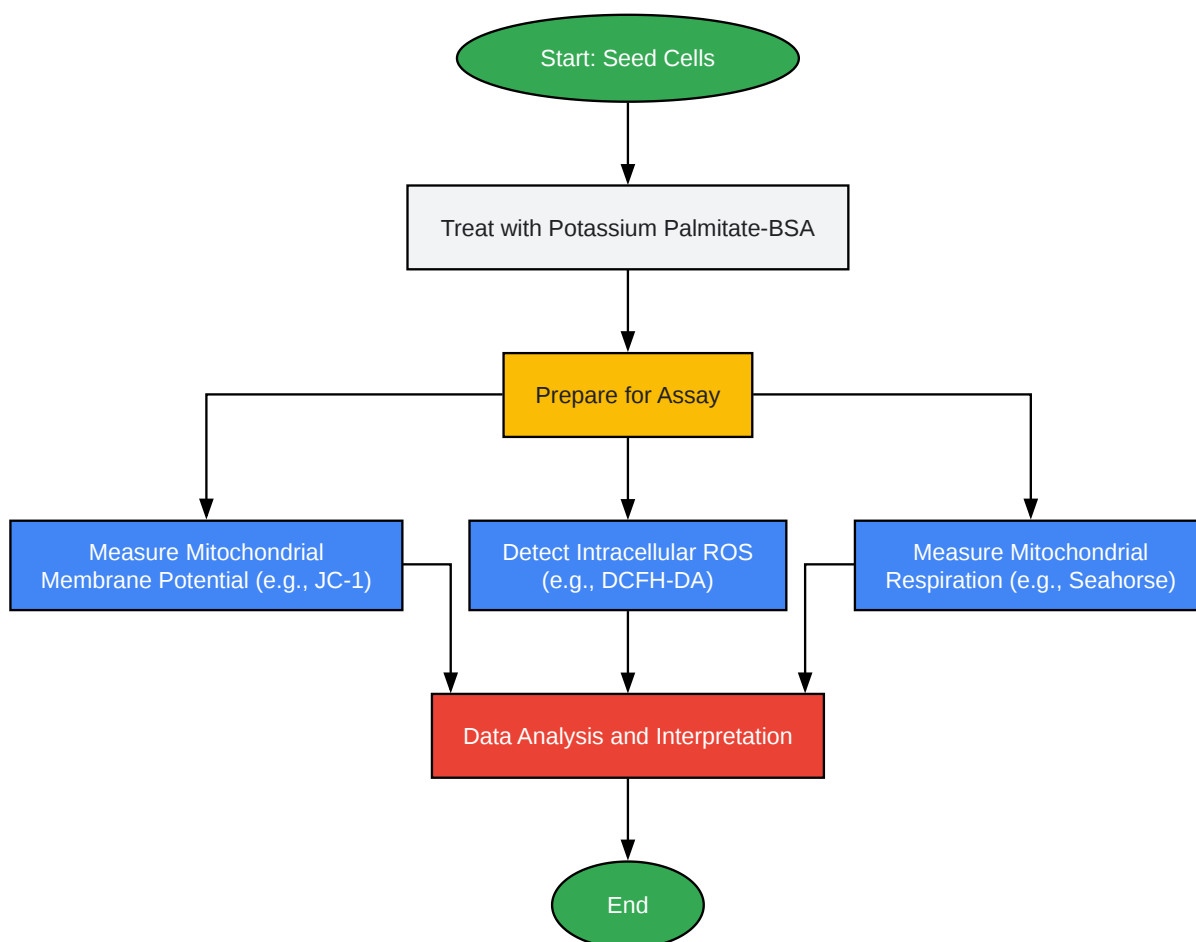 Start: Seed Cells
Treat with Potassium Palmitate-BSA
Prepare for Assay
Measure Mitochondrial
Membrane Potential (e.g., JC-1)
Detect Intracellular ROS
(e.g., DCFH-DA)
Measure Mitochondrial
Respiration (e.g., Seahorse)
Data Analysis and Interpretation
End